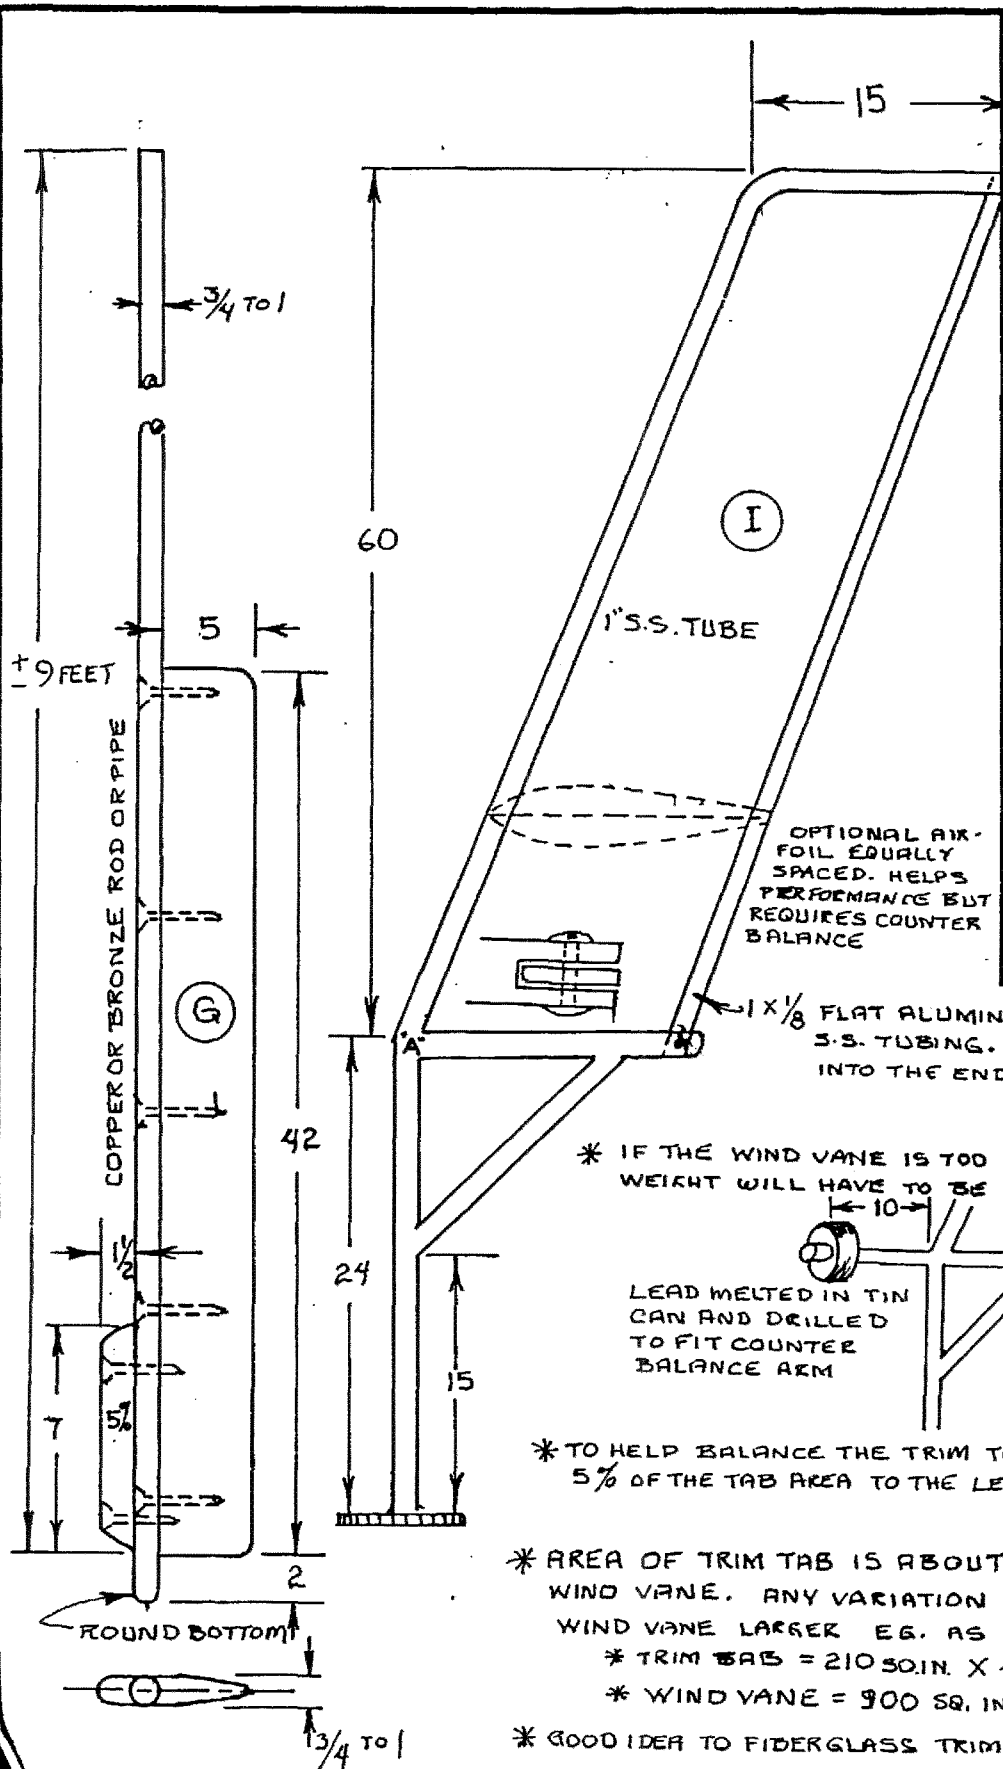 15
3/4 TO 1
60
I
5
1" S.S. TUBE
± 9 FEET
COPPER OR BRONZE ROD OR PIPE
OPTIONAL AIR-
FOIL EQUALLY
SPACED. HELPS
PERFORMANCE BUT
REQUIRES COUNTER
BALANCE
G
1 X 1/8 FLAT ALUMIN
S.S. TUBING.
INTO THE END
"A"
42
* IF THE WIND VANE IS TOO
WEIGHT WILL HAVE TO BE
10
1 1/2
24
LEAD MELTED IN TIN
CAN AND DRILLED
TO FIT COUNTER
BALANCE ARM
15
7
5%
* TO HELP BALANCE THE TRIM T
5% OF THE TAB AREA TO THE LE
* AREA OF TRIM TAB IS ABOUT
WIND VANE. ANY VARIATION
WIND VANE LARGER EG. AS
* TRIM TAB = 210 SQ.IN. X
* WIND VANE = 900 SQ. IN
* GOOD IDEA TO FIBERGLASS TRIM
2
ROUND BOTTOM
3/4 TO 1